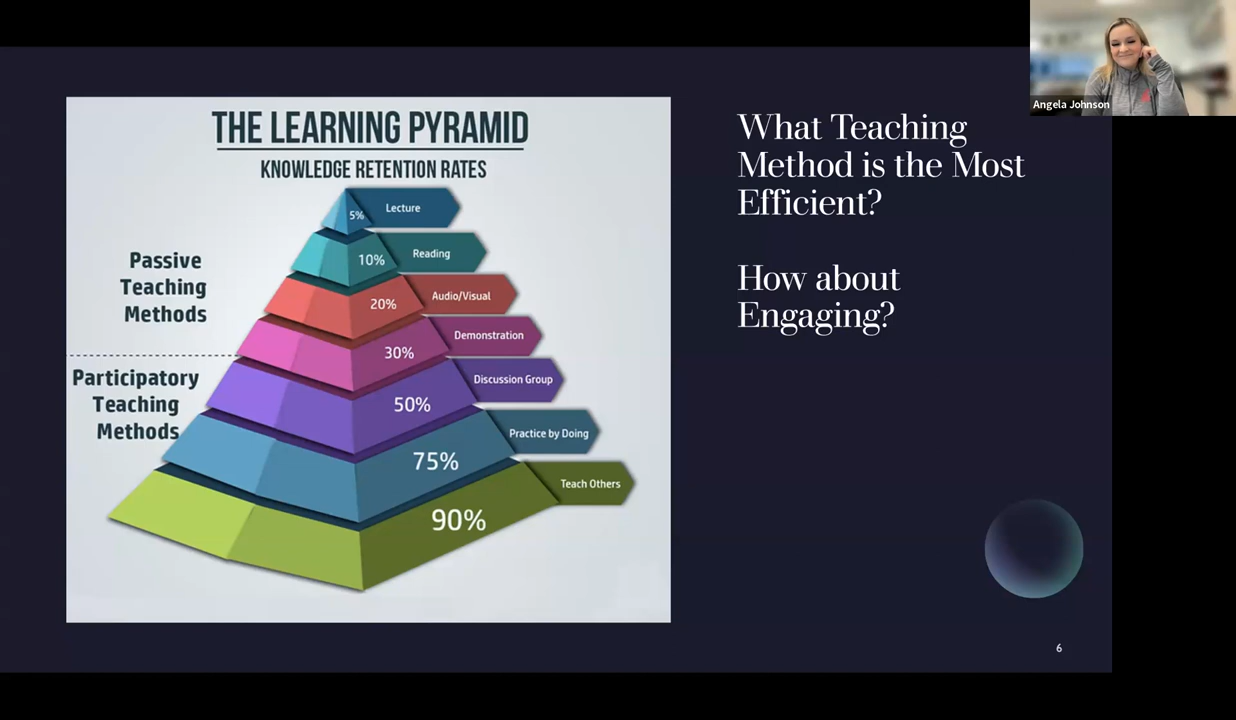 THE LEARNING PYRAMID
KNOWLEDGE RETENTION RATES
5%
Lecture
10%
Reading
20%
Audio/Visual
30%
Demonstration
50%
Discussion Group
75%
Practice by Doing
90%
Teach Others
Passive
Teaching
Methods
Participatory
Teaching
Methods
What Teaching
Method is the Most
Efficient?
How about
Engaging?
Angela Johnson
6